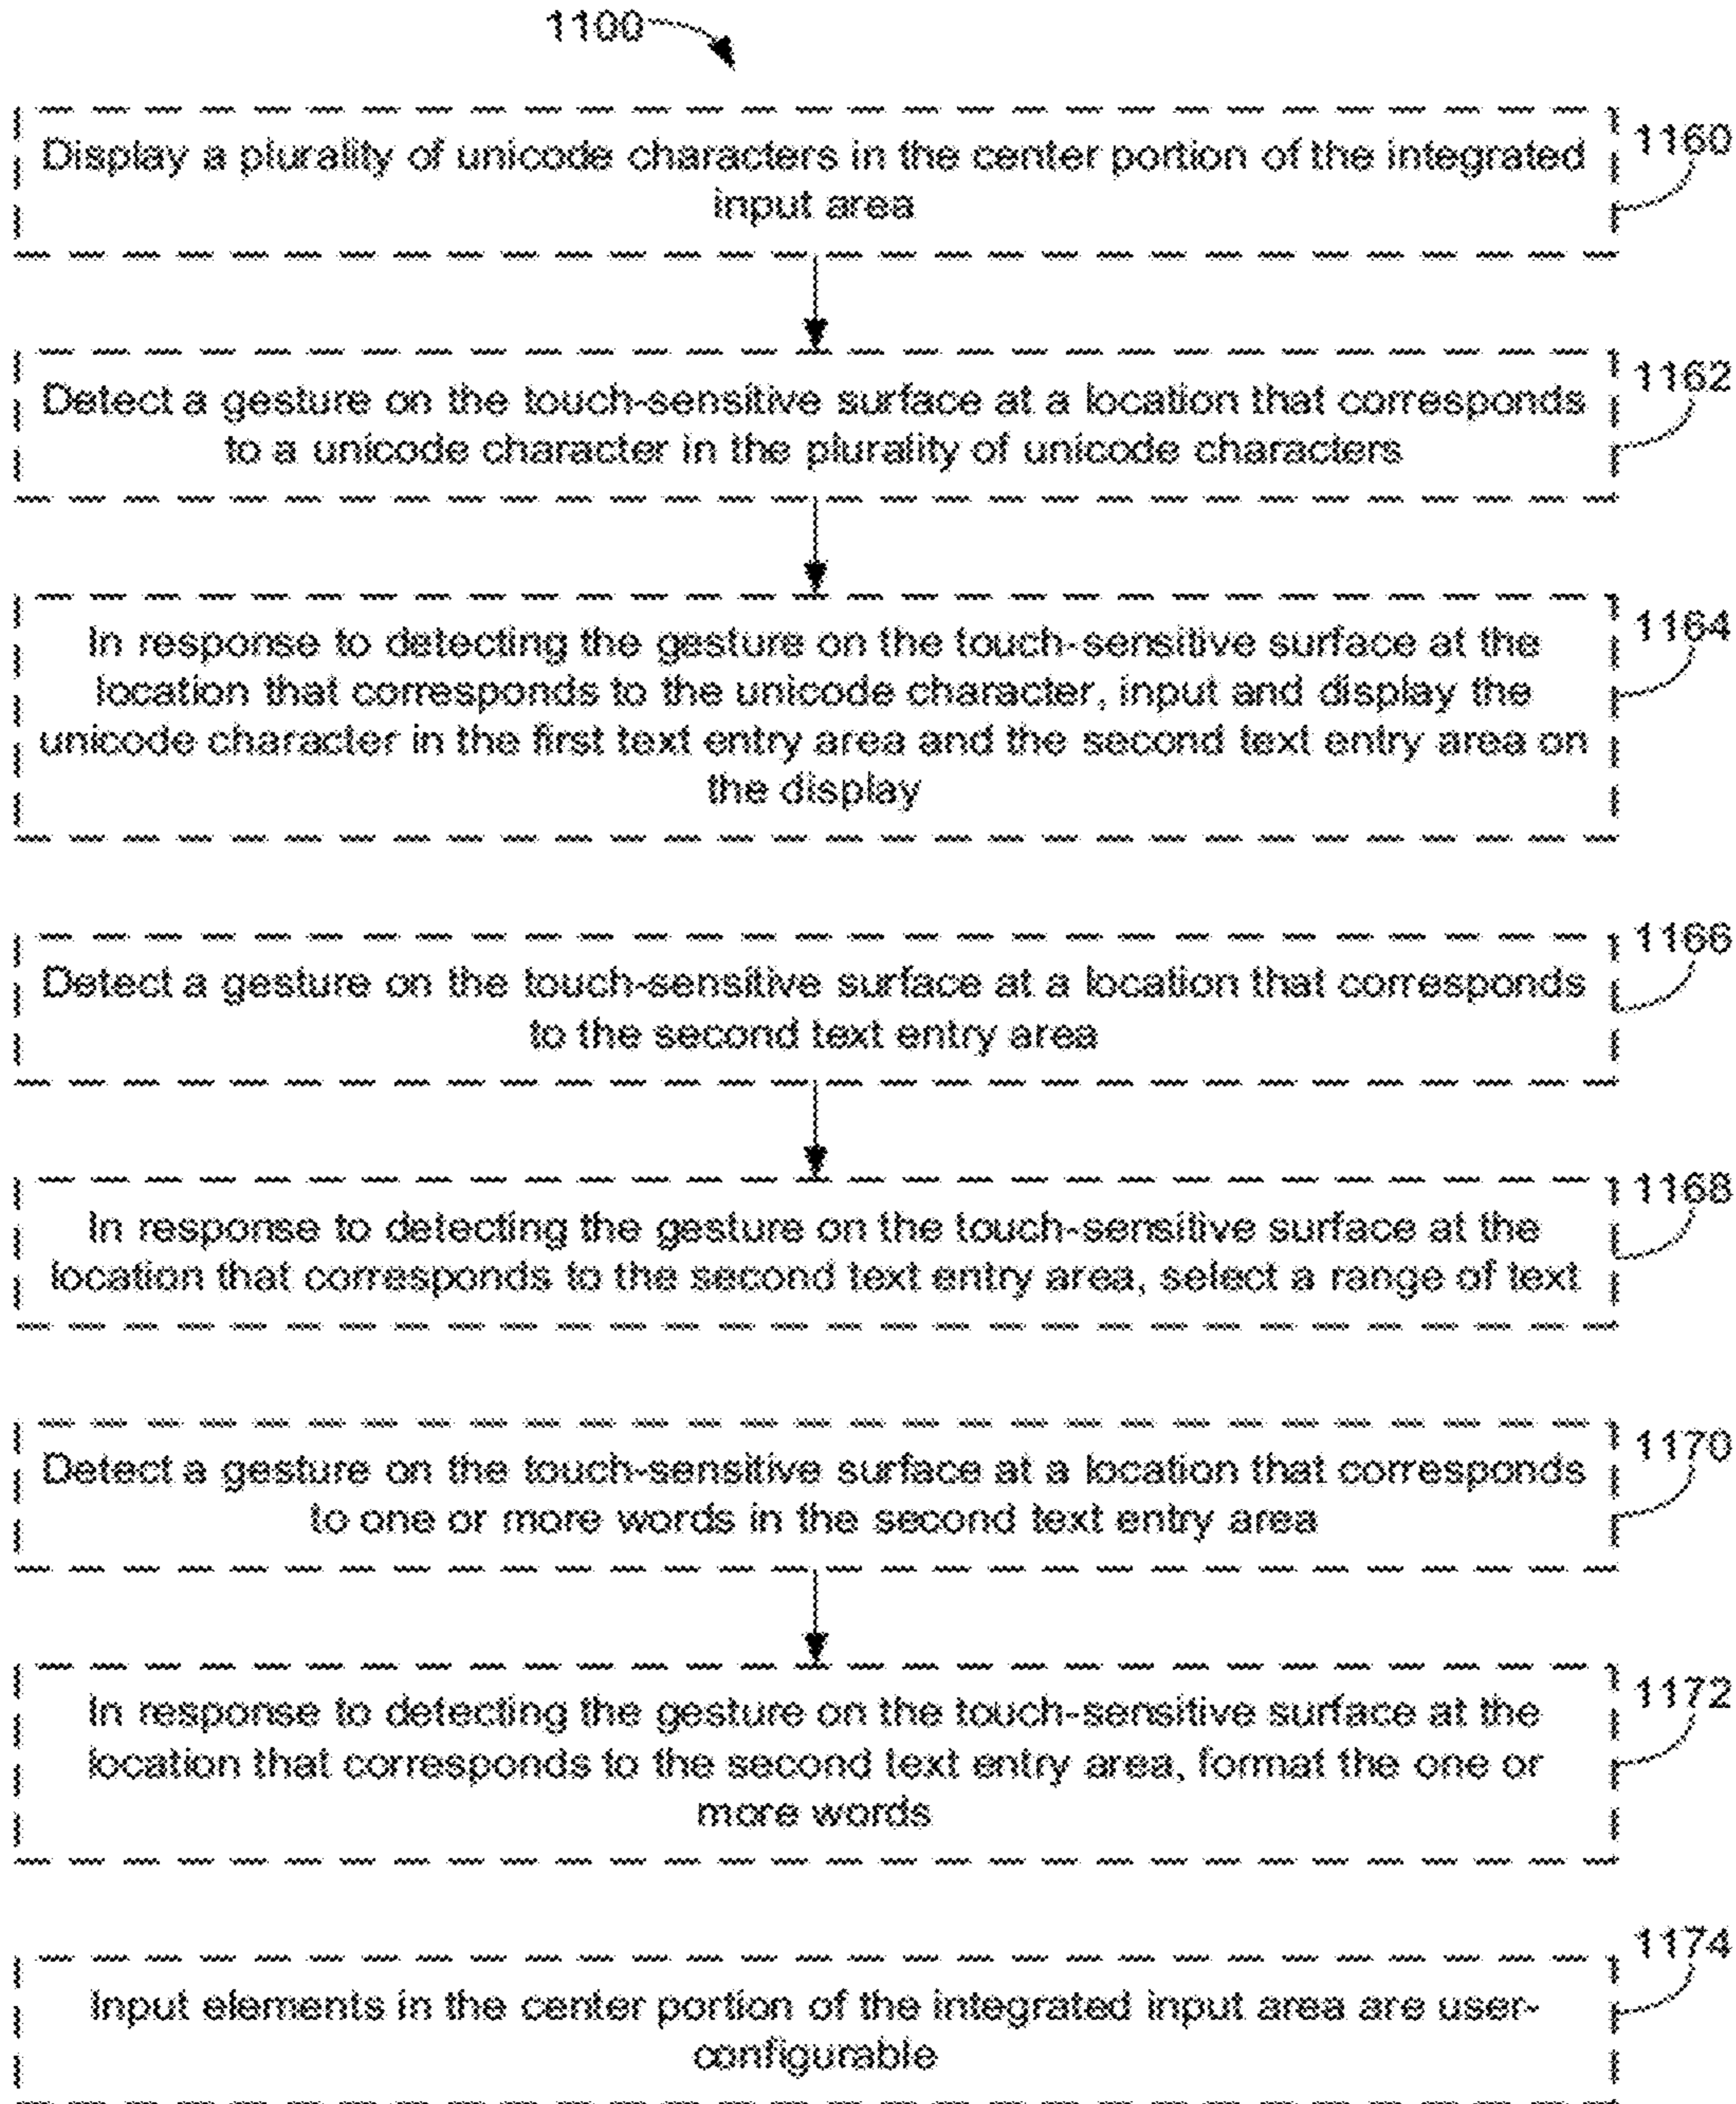 1100
Display a plurality of unicode characters in the center portion of the integrated
input area
1160
Detect a gesture on the touch-sensitive surface at a location that corresponds
to a unicode character in the plurality of unicode characters
1162
In response to detecting the gesture on the touch-sensitive surface at the
location that corresponds to the unicode character, input and display the
unicode character in the first text entry area and the second text entry area on
the display
1164
Detect a gesture on the touch-sensitive surface at a location that corresponds
to the second text entry area
1166
In response to detecting the gesture on the touch-sensitive surface at the
location that corresponds to the second text entry area, select a range of text
1168
Detect a gesture on the touch-sensitive surface at a location that corresponds
to one or more words in the second text entry area
1170
In response to detecting the gesture on the touch-sensitive surface at the
location that corresponds to the second text entry area, format the one or
more words
1172
Input elements in the center portion of the integrated input area are user-
configurable
1174